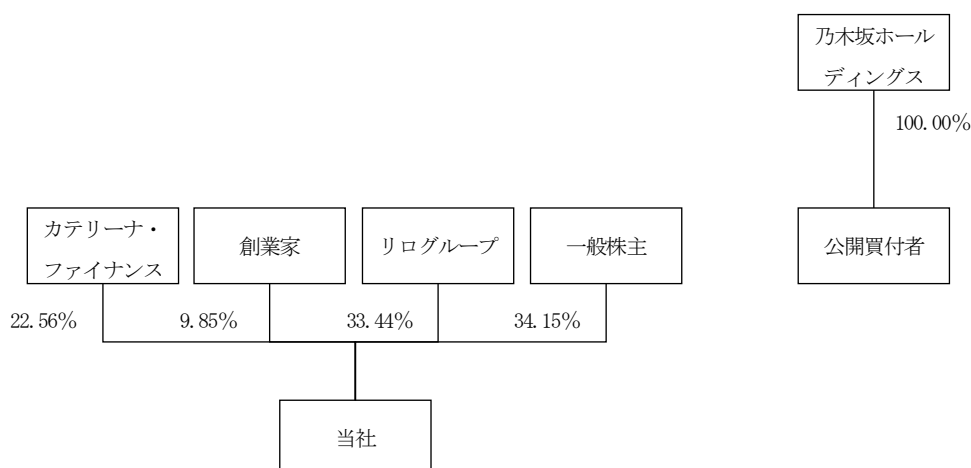 乃木坂ホール
ディングス
100.00%
カテリーナ・
ファイナンス
創業家
リログループ
一般株主
公開買付者
22.56%
9.85%
33.44%
34.15%
当社